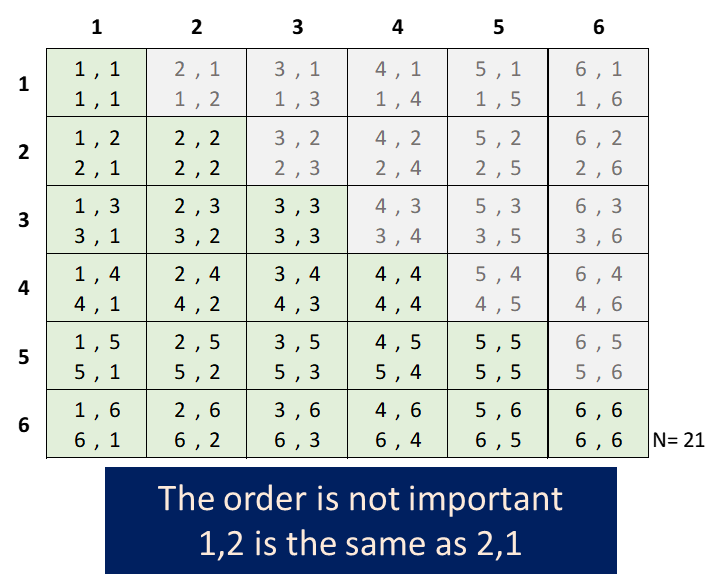 1 2 3 4 5 6
1 , 1 2 , 1 3 , 1 4 , 1 5 , 1 6 , 1
1
1 , 1 1 , 2 1 , 3 1 , 4 1 , 5 1 , 6
1 , 2 2 , 2 3 , 2 4 , 2 5 , 2 6 , 2
2
2 , 1 2 , 2 2 , 3 2 , 4 2 , 5 2 , 6
1 , 3 2 , 3 3 , 3 4 , 3 5 , 3 6 , 3
3
3 , 1 3 , 2 3 , 3 3 , 4 3 , 5 3 , 6
1 , 4 2 , 4 3 , 4 4 , 4 5 , 4 6 , 4
4
4 , 1 4 , 2 4 , 3 4 , 4 4 , 5 4 , 6
1 , 5 2 , 5 3 , 5 4 , 5 5 , 5 6 , 5
5
5 , 1 5 , 2 5 , 3 5 , 4 5 , 5 5 , 6
1 , 6 2 , 6 3 , 6 4 , 6 5 , 6 6 , 6
6
6 , 1 6 , 2 6 , 3 6 , 4 6 , 5 6 , 6 N= 21
The order is not important
1,2 is the same as 2,1